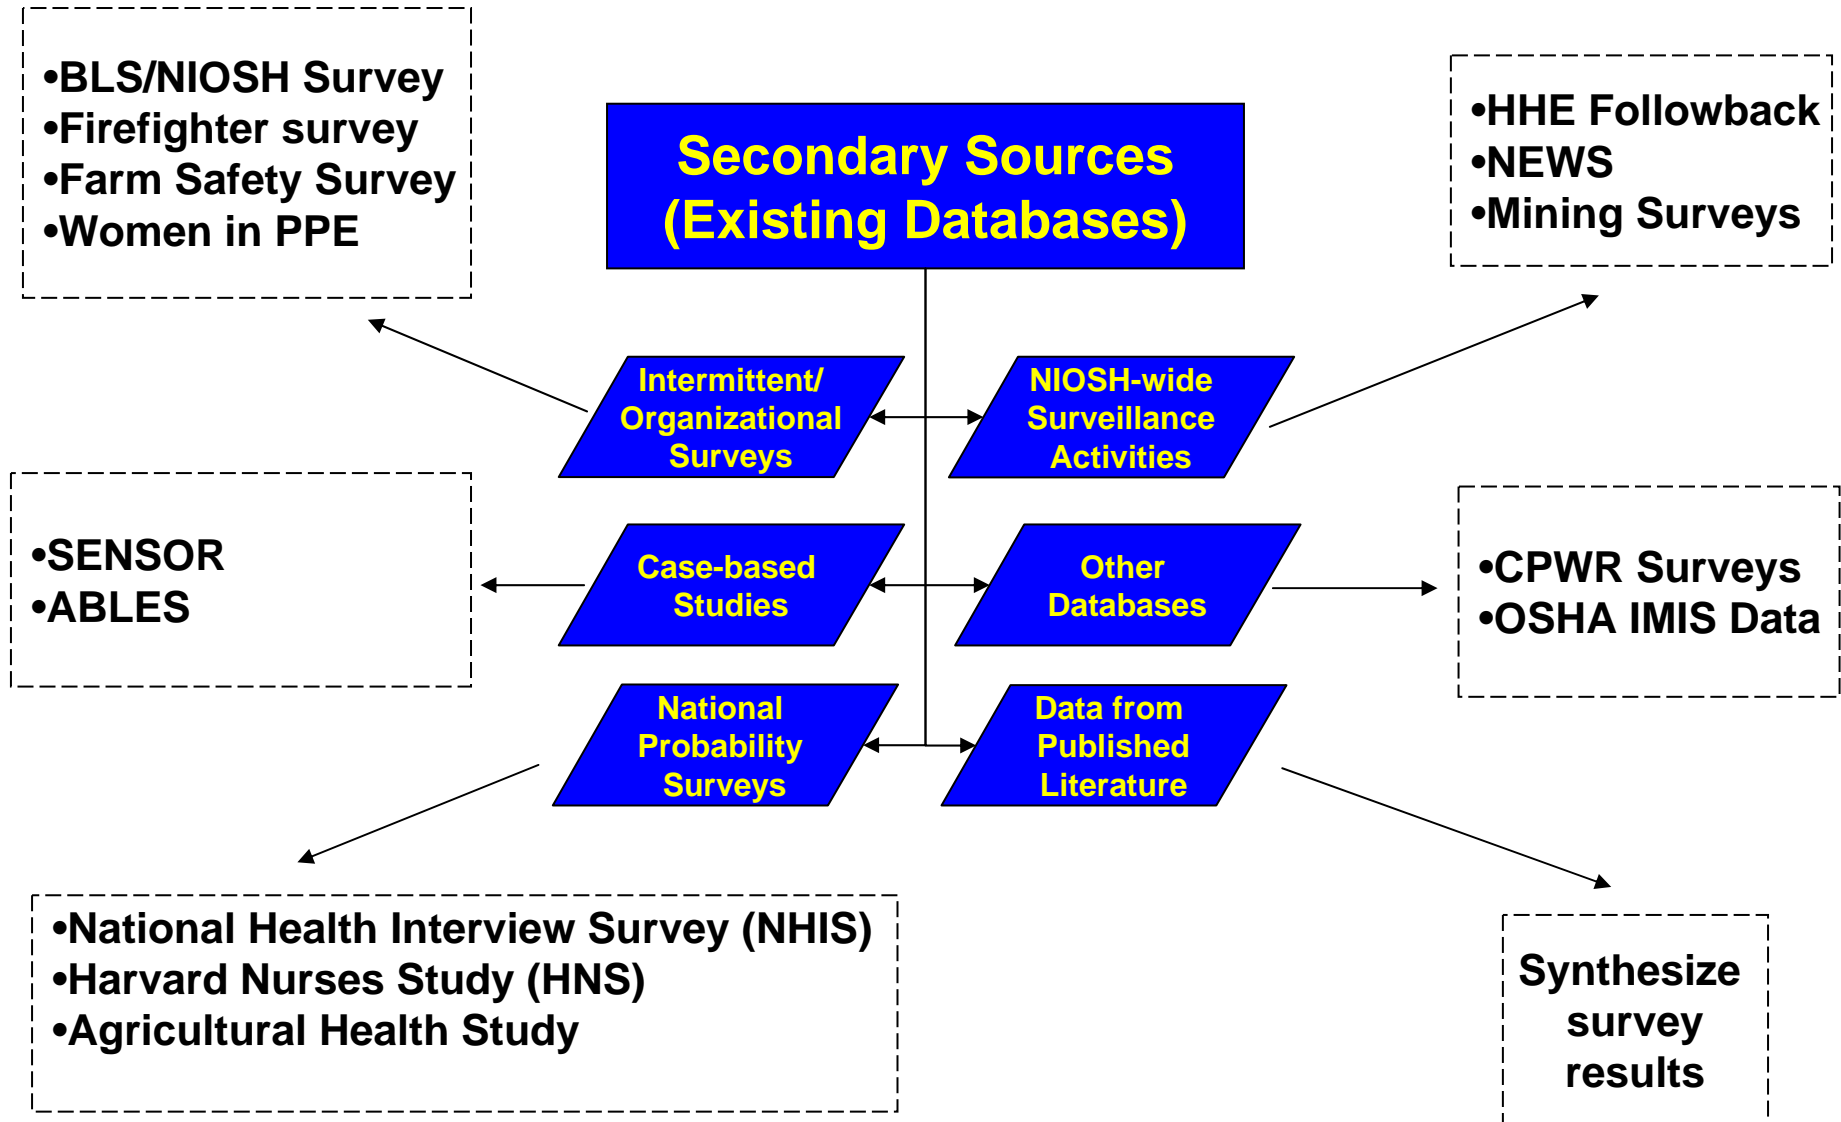 •BLS/NIOSH Survey
•Firefighter survey
•Farm Safety Survey
•Women in PPE
Secondary Sources
(Existing Databases)
•HHE Followback
•NEWS
•Mining Surveys
Intermittent/
Organizational
Surveys
NIOSH-wide
Surveillance
Activities
•SENSOR
•ABLES
Case-based
Studies
Other
Databases
•CPWR Surveys
•OSHA IMIS Data
National
Probability
Surveys
Data from
Published
Literature
•National Health Interview Survey (NHIS)
•Harvard Nurses Study (HNS)
•Agricultural Health Study
Synthesize
survey
results